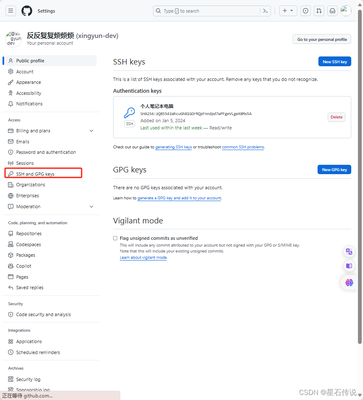 Settings
Type / to search
反反复复烦烦烦 (xingyun-dev)
Your personal account
Go to your personal profile
Public profile
Account
Appearance
Accessibility
Notifications
Access
Billing and plans
Emails
Password and authentication
Sessions
SSH and GPG keys
Organizations
Enterprises
Moderation
Code, planning, and automation
Repositories
Codespaces
Packages
Copilot
Pages
Saved replies
Security
Code security and analysis
Integrations
Applications
Scheduled reminders
Archives
Security log
Sponsorship log
正在等待 github.com...
SSH keys
New SSH key
This is a list of SSH keys associated with your account. Remove any keys that you do not recognize.
Authentication keys
个人笔记本电脑
SSH
Added on Jan 5, 2024
Last used within the last week — Read/write
Delete
Check out our guide to generating SSH keys or troubleshoot common SSH problems.
GPG keys
New GPG key
There are no GPG keys associated with your account.
Learn how to generate a GPG key and add it to your account.
Vigilant mode
Flag unsigned commits as unverified
This will include any commit attributed to your account but not signed with your GPG or S/MIME key.
Note that this will include your existing unsigned commits.
Learn about vigilant mode.
CSDN @星石传说